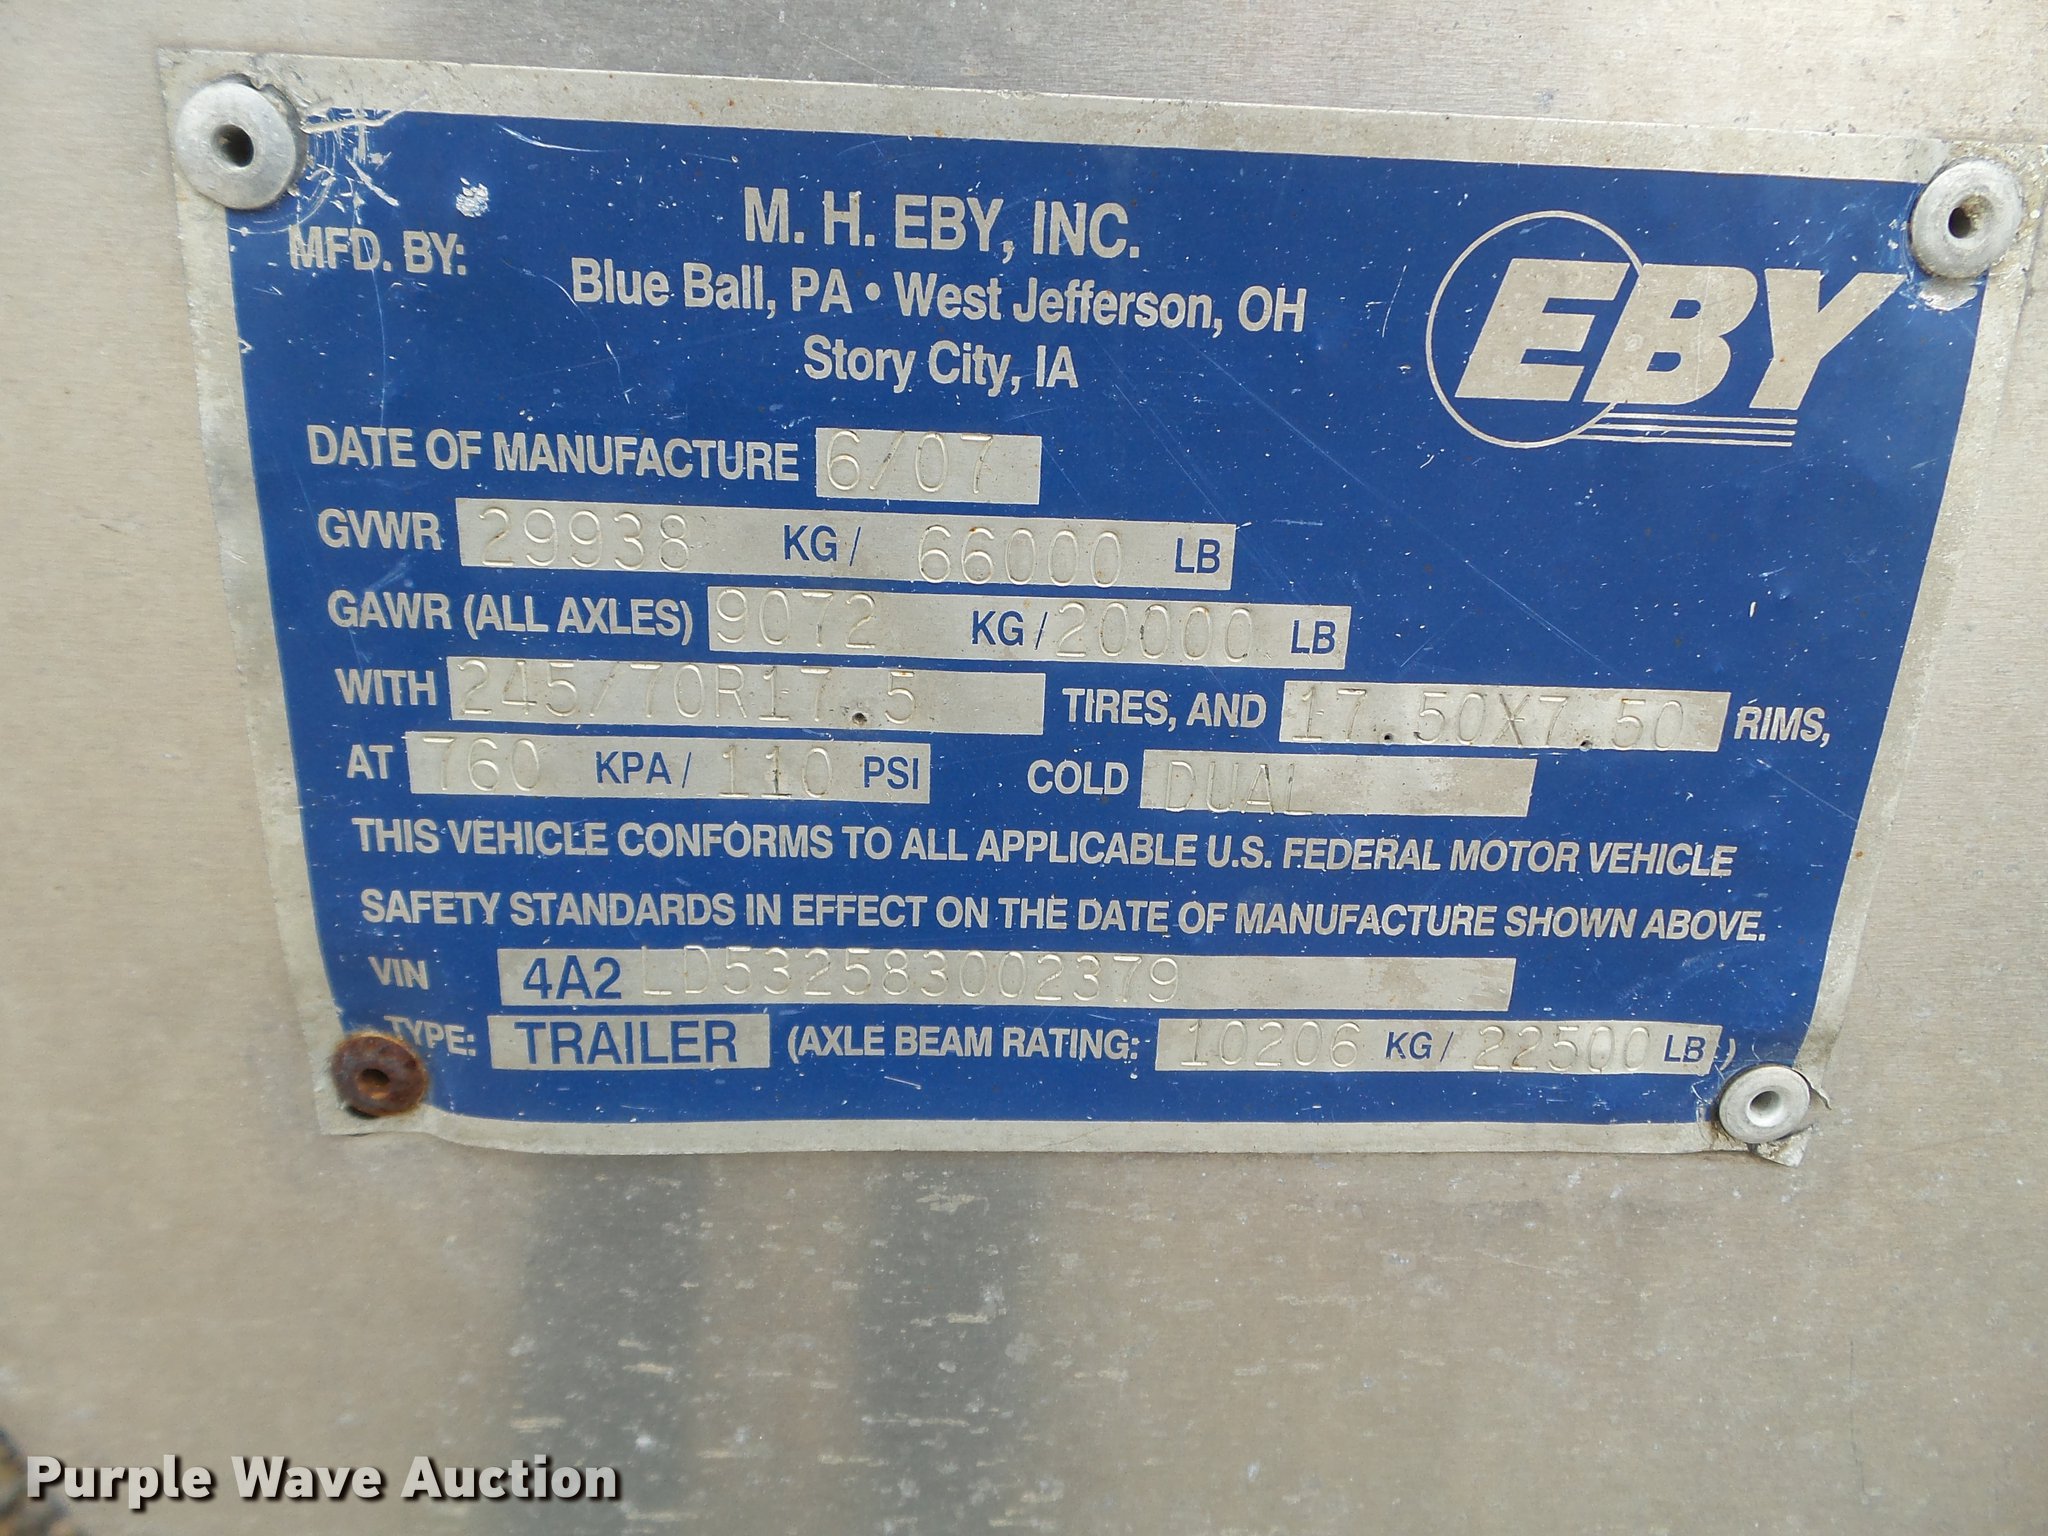 M. H. EBY, INC.
MFD. BY:
Blue Ball, PA • West Jefferson, OH
Story City, IA
EBY
DATE OF MANUFACTURE 6/07
GVWR 29938 KG/ 66000 LB
GAWR (ALL AXLES) 9072 KG/20000 LB
WITH 245/70R17.5 TIRES, AND 17.50X7.50 RIMS,
AT 760 KPA/ 110 PSI COLD DUAL
THIS VEHICLE CONFORMS TO ALL APPLICABLE U.S. FEDERAL MOTOR VEHICLE
SAFETY STANDARDS IN EFFECT ON THE DATE OF MANUFACTURE SHOWN ABOVE.
VIN 4A2LD532583002379
TYPE: TRAILER (AXLE BEAM RATING: 10206 KG/ 22500 LB)
Purple Wave Auction